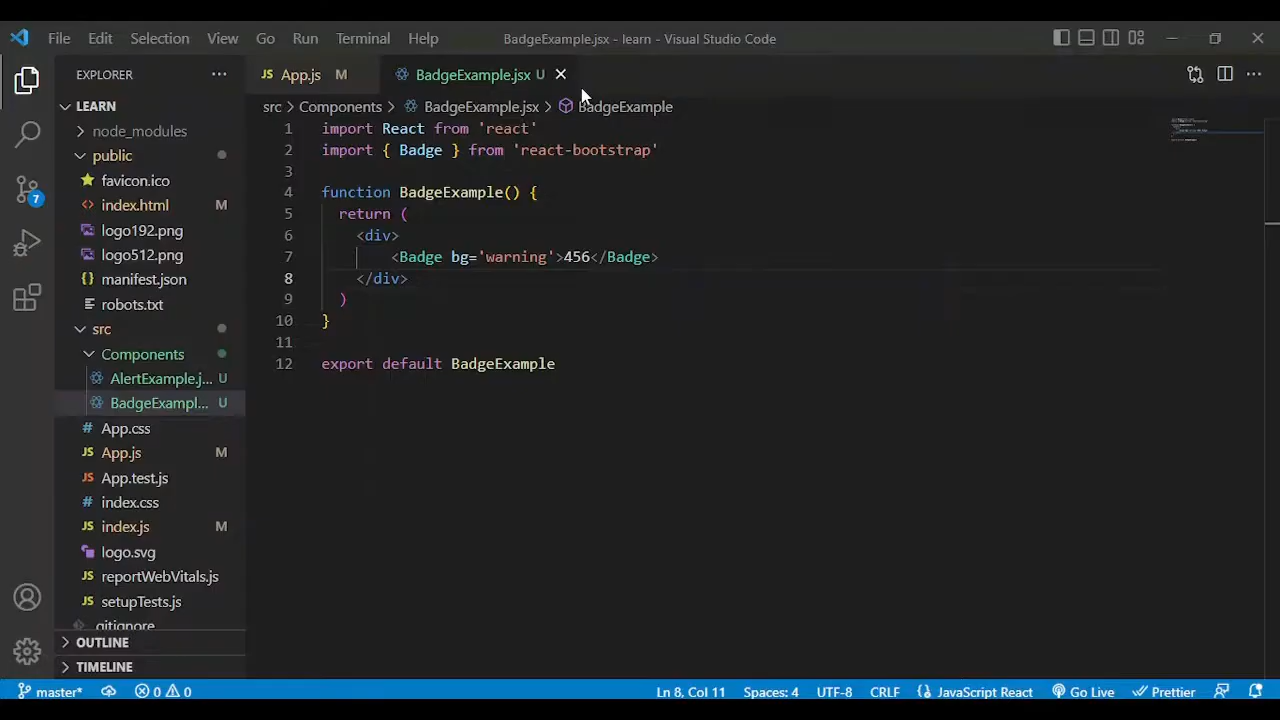 File Edit Selection View Go Run Terminal Help BadgeExample.jsx - learn - Visual Studio Code
EXPLORER
App.js M
BadgeExample.jsx U
LEARN
src > Components > BadgeExample.jsx > BadgeExample
node_modules
public
favicon.ico
index.html M
logo192.png
logo512.png
manifest.json
robots.txt
src
Components
AlertExample.j... U
BadgeExampl... U
App.css
App.js M
App.test.js
index.css
index.js M
logo.svg
reportWebVitals.js
setupTests.js
.gitignore
OUTLINE
TIMELINE
7
1 import React from 'react'
2 import { Badge } from 'react-bootstrap'
3
4 function BadgeExample() {
5 return (
6 <div>
7 <Badge bg='warning'>456</Badge>
8 </div>
9 )
10 }
11
12 export default BadgeExample
master* 0 0 Ln 8, Col 11 Spaces: 4 UTF-8 CRLF {} JavaScript React Go Live Prettier